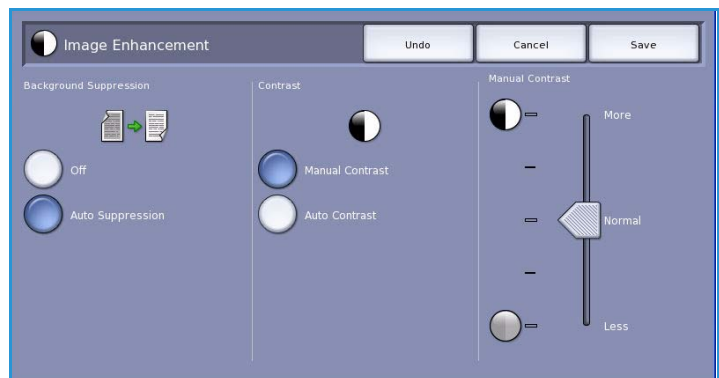 Image Enhancement
Undo
Cancel
Save
Background Suppression
Off
Auto Suppression
Contrast
Manual Contrast
Auto Contrast
Manual Contrast
More
Normal
Less